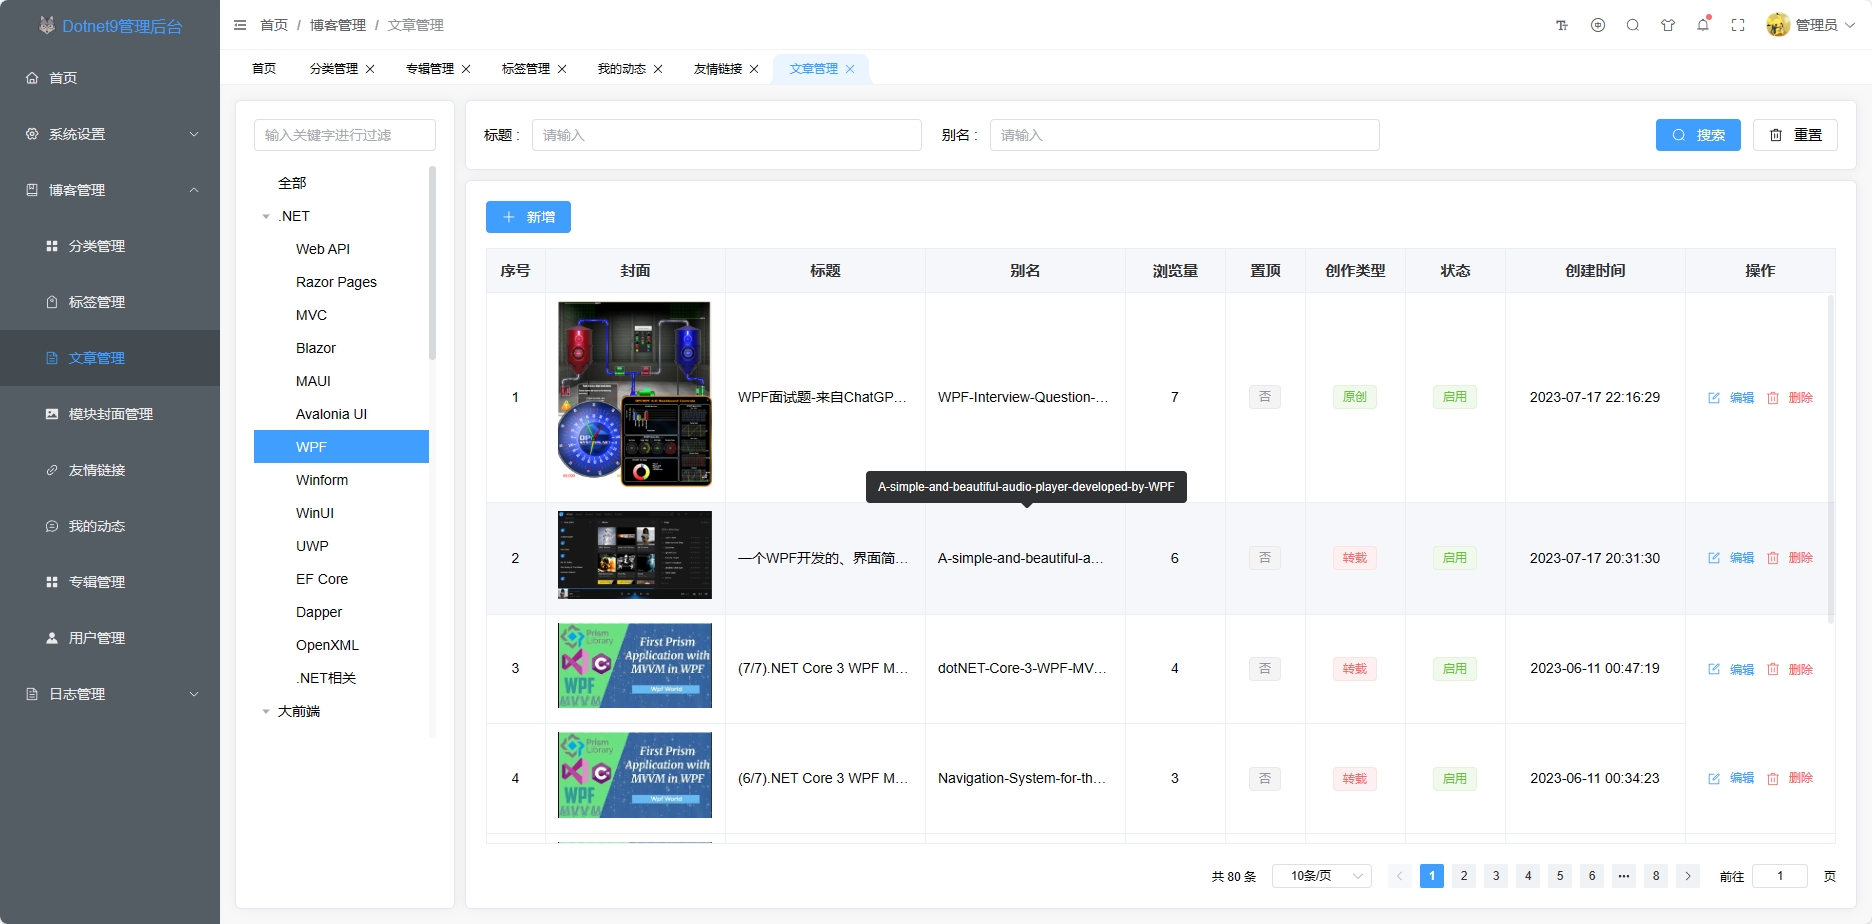 Dotnet9管理后台
首页
系统设置
博客管理
分类管理
标签管理
文章管理
模块封面管理
友情链接
我的动态
专辑管理
用户管理
日志管理
首页 / 博客管理 / 文章管理
管理员
首页 分类管理 专辑管理 标签管理 我的动态 友情链接 文章管理
输入关键字进行过滤
全部
.NET
Web API
Razor Pages
MVC
Blazor
MAUI
Avalonia UI
WPF
Winform
WinUI
UWP
EF Core
Dapper
OpenXML
.NET相关
大前端
标题 : 请输入 别名 : 请输入 搜索 重置
新增
序号 封面 标题 别名 浏览量 置顶 创作类型 状态 创建时间 操作
1 WPF面试题-来自ChatGP... WPF-Interview-Question-... 7 否 原创 启用 2023-07-17 22:16:29 编辑 删除
A-simple-and-beautiful-audio-player-developed-by-WPF
2 一个WPF开发的、界面简... A-simple-and-beautiful-a... 6 否 转载 启用 2023-07-17 20:31:30 编辑 删除
Prism Library
First Prism
Application with
MVVM in WPF
WPF
Wpf World
MVVM
3 (7/7).NET Core 3 WPF M... dotNET-Core-3-WPF-MV... 4 否 转载 启用 2023-06-11 00:47:19 编辑 删除
Prism Library
First Prism
Application with
MVVM in WPF
WPF
Wpf World
MVVM
4 (6/7).NET Core 3 WPF M... Navigation-System-for-th... 3 否 转载 启用 2023-06-11 00:34:23 编辑 删除
共 80 条 10条/页 1 2 3 4 5 6 ••• 8 前往 1 页